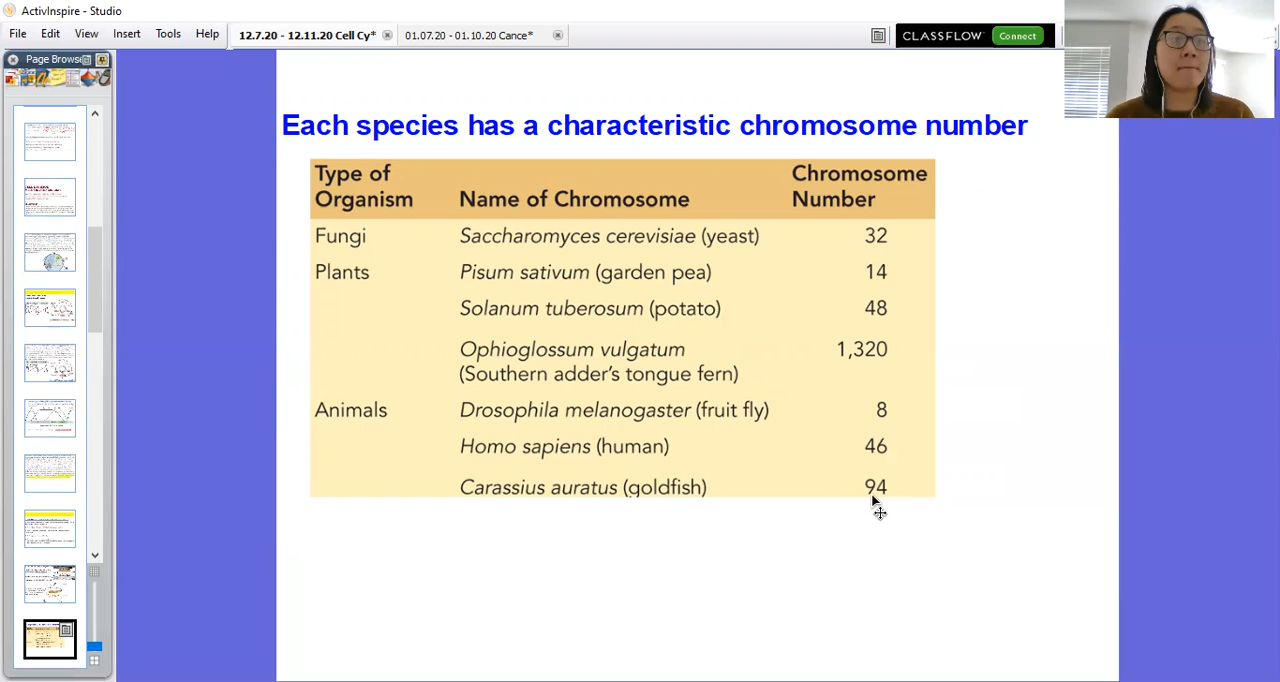 ActivInspire - Studio
File Edit View Insert Tools Help
12.7.20 - 12.11.20 Cell Cy* 01.07.20 - 01.10.20 Cance*
CLASSFLOW Connect
Page Browse
Each species has a characteristic chromosome number
Type of Organism Name of Chromosome Chromosome Number
Fungi Saccharomyces cerevisiae (yeast) 32
Plants Pisum sativum (garden pea) 14
Solanum tuberosum (potato) 48
Ophioglossum vulgatum 1,320
(Southern adder's tongue fern)
Animals Drosophila melanogaster (fruit fly) 8
Homo sapiens (human) 46
Carassius auratus (goldfish) 94